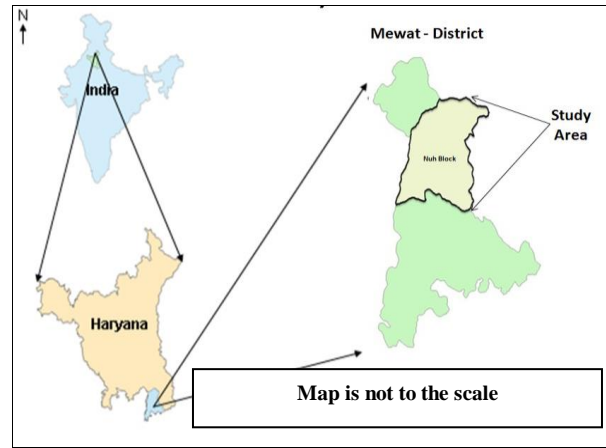 N
Mewat - District
India
Study
Area
Nuh Block
Haryana
Map is not to the scale